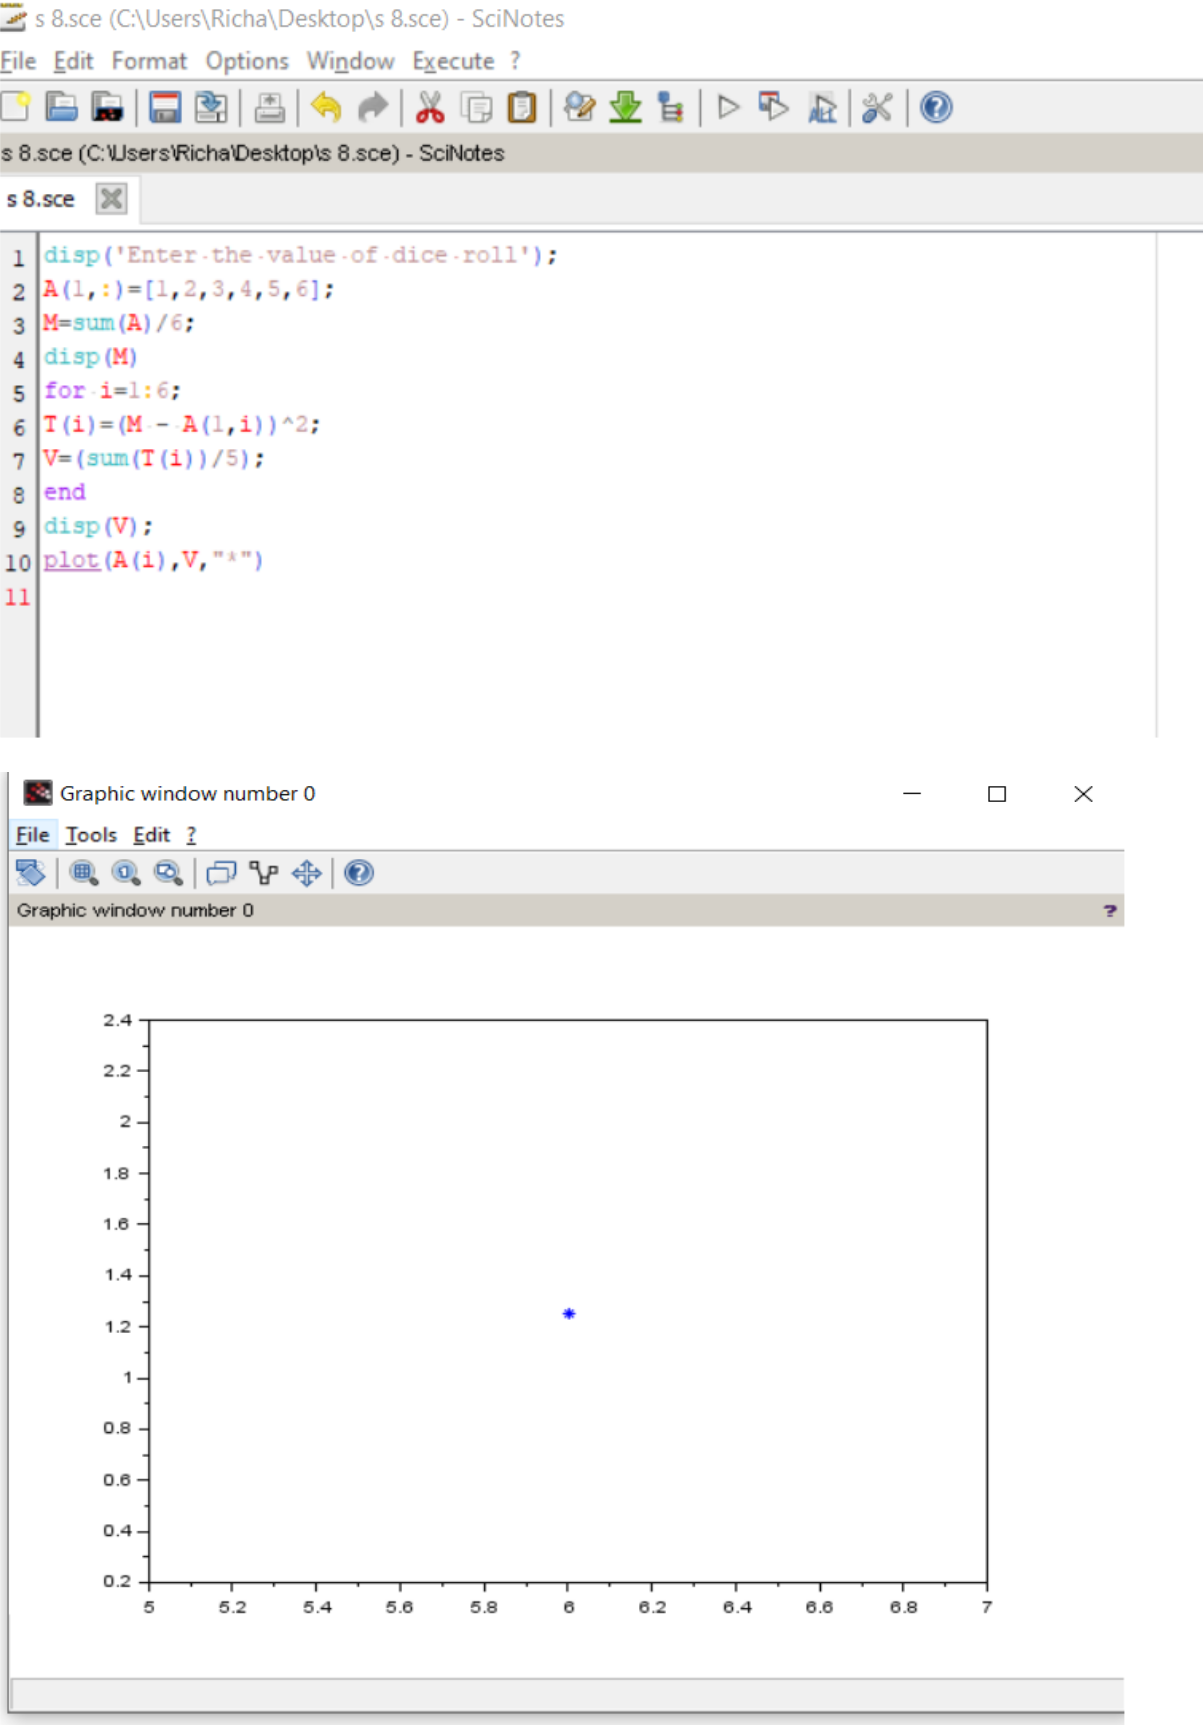 s 8.sce (C:\Users\Richa\Desktop\s 8.sce) - SciNotes
File Edit Format Options Window Execute ?
s 8.sce (C:\Users\Richa\Desktop\s 8.sce) - SciNotes
s 8.sce
1 disp('Enter the value of dice roll');
2 A(1,:)=[1,2,3,4,5,6];
3 M=sum(A)/6;
4 disp(M)
5 for i=1:6;
6 T(i)=(M - A(1,i))^2;
7 V=(sum(T(i))/5);
8 end
9 disp(V);
10 plot(A(i),V,"*")
11
Graphic window number 0
File Tools Edit ?
Graphic window number 0 ?
2.4
2.2
2
1.8
1.6
1.4
1.2
1
0.8
0.6
0.4
0.2
5 5.2 5.4 5.6 5.8 6 6.2 6.4 6.6 6.8 7